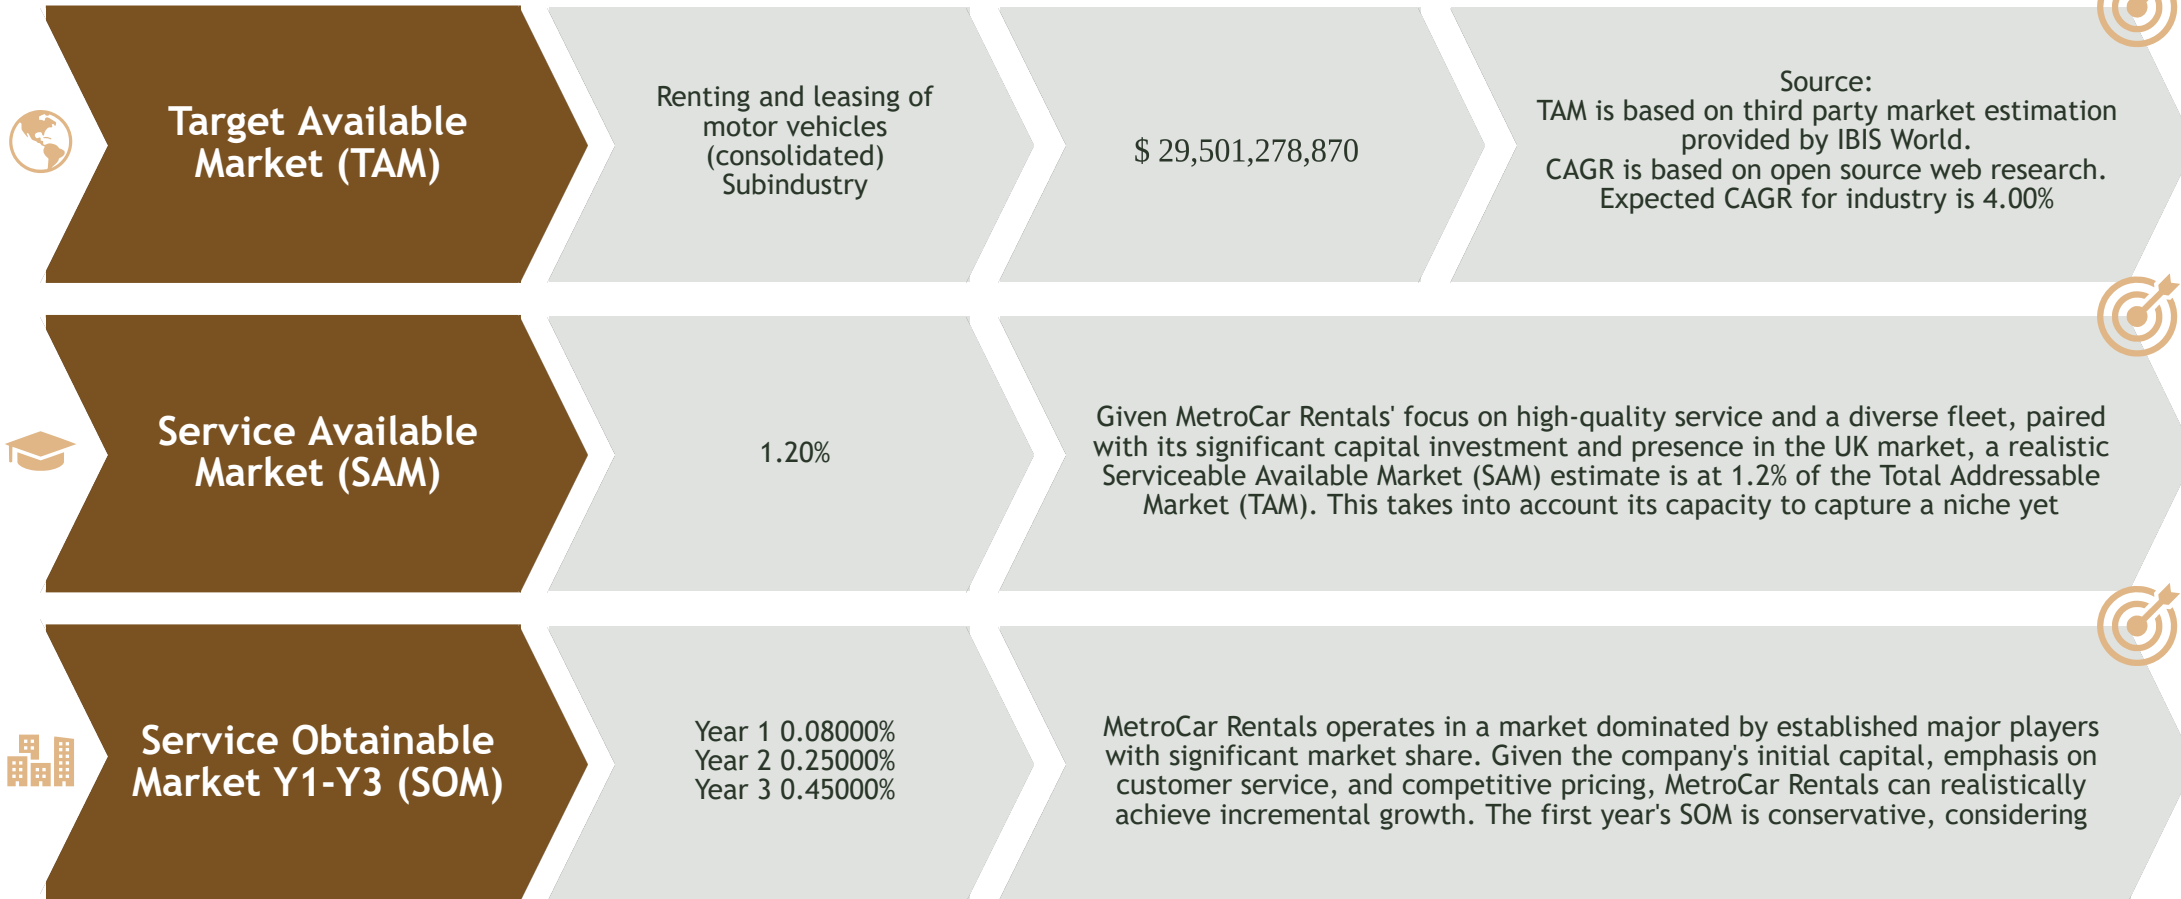 Target Available
Market (TAM)
Renting and leasing of
motor vehicles
(consolidated)
Subindustry
$ 29,501,278,870
Source:
TAM is based on third party market estimation
provided by IBIS World.
CAGR is based on open source web research.
Expected CAGR for industry is 4.00%
Service Available
Market (SAM)
1.20%
Given MetroCar Rentals' focus on high-quality service and a diverse fleet, paired
with its significant capital investment and presence in the UK market, a realistic
Serviceable Available Market (SAM) estimate is at 1.2% of the Total Addressable
Market (TAM). This takes into account its capacity to capture a niche yet
Service Obtainable
Market Y1-Y3 (SOM)
Year 1 0.08000%
Year 2 0.25000%
Year 3 0.45000%
MetroCar Rentals operates in a market dominated by established major players
with significant market share. Given the company's initial capital, emphasis on
customer service, and competitive pricing, MetroCar Rentals can realistically
achieve incremental growth. The first year's SOM is conservative, considering